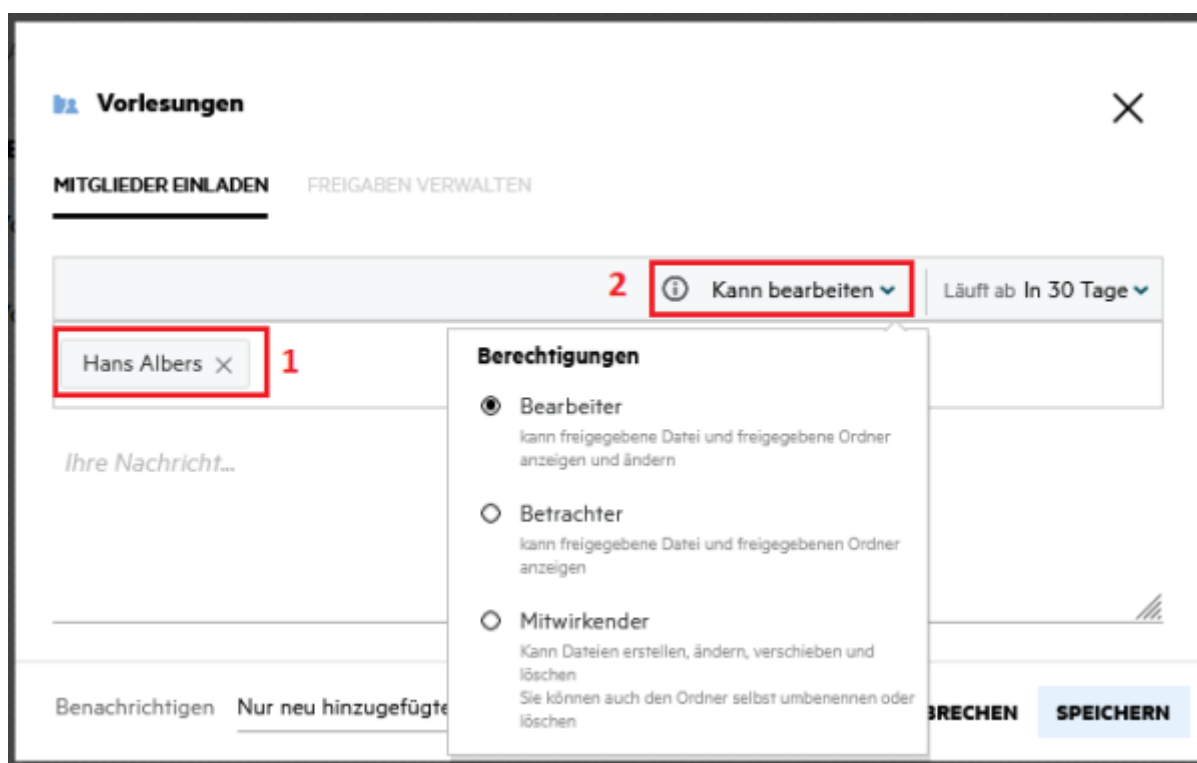 Vorlesungen
MITGLIEDER EINLADEN FREIGABEN VERWALTEN
2 Kann bearbeiten Läuft ab In 30 Tage
Hans Albers 1
Ihre Nachricht...
Berechtigungen
Bearbeiter
kann freigegebene Datei und freigegebene Ordner
anzeigen und ändern
Betrachter
kann freigegebene Datei und freigegebenen Ordner
anzeigen
Mitwirkender
Kann Dateien erstellen, ändern, verschieben und
löschen
Sie können auch den Ordner selbst umbenennen oder
löschen
Benachrichtigen Nur neu hinzugefügte BRECHEN SPEICHERN